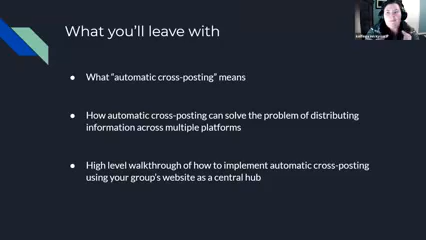 What you'll leave with
● What "automatic cross-posting" means
● How automatic cross-posting can solve the problem of distributing
information across multiple platforms
● High level walkthrough of how to implement automatic cross-posting
using your group's website as a central hub